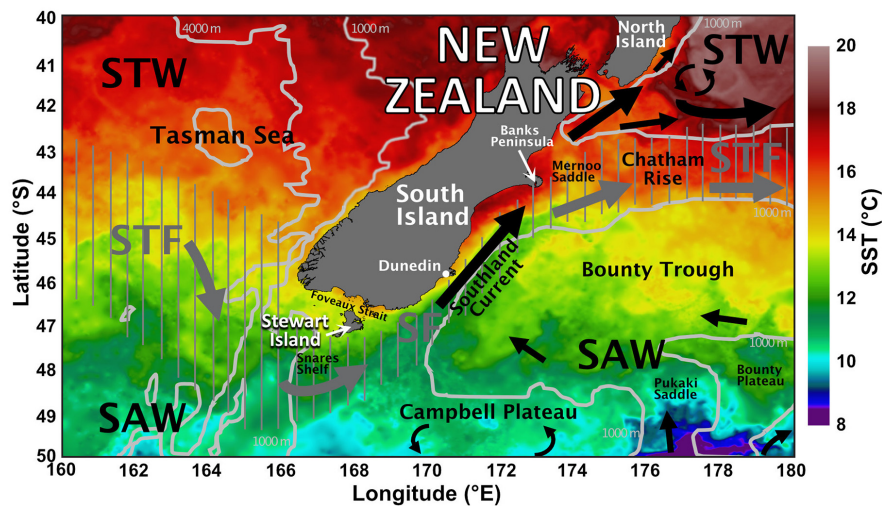 40
41
42
43
44
45
46
47
48
49
50
Latitude (°S)
4000 m
1000 m
NEW
ZEALAND
North
Island
1000 m
STW
STW
Tasman Sea
Banks
Peninsula
Mernoo
Saddle
Chatham
Rise
STF
1000 m
South
Island
STF
Dunedin
Southland
Current
Bounty Trough
Foveaux Strait
Stewart
Island
SF
Snares
Shelf
SAW
1000 m
Bounty
Plateau
Pukaki
Saddle
SAW
Campbell Plateau
1000 m
1000 m
160
162
164
166
168
170
172
174
176
178
180
Longitude (°E)
20
18
16
14
12
10
8
SST (°C)